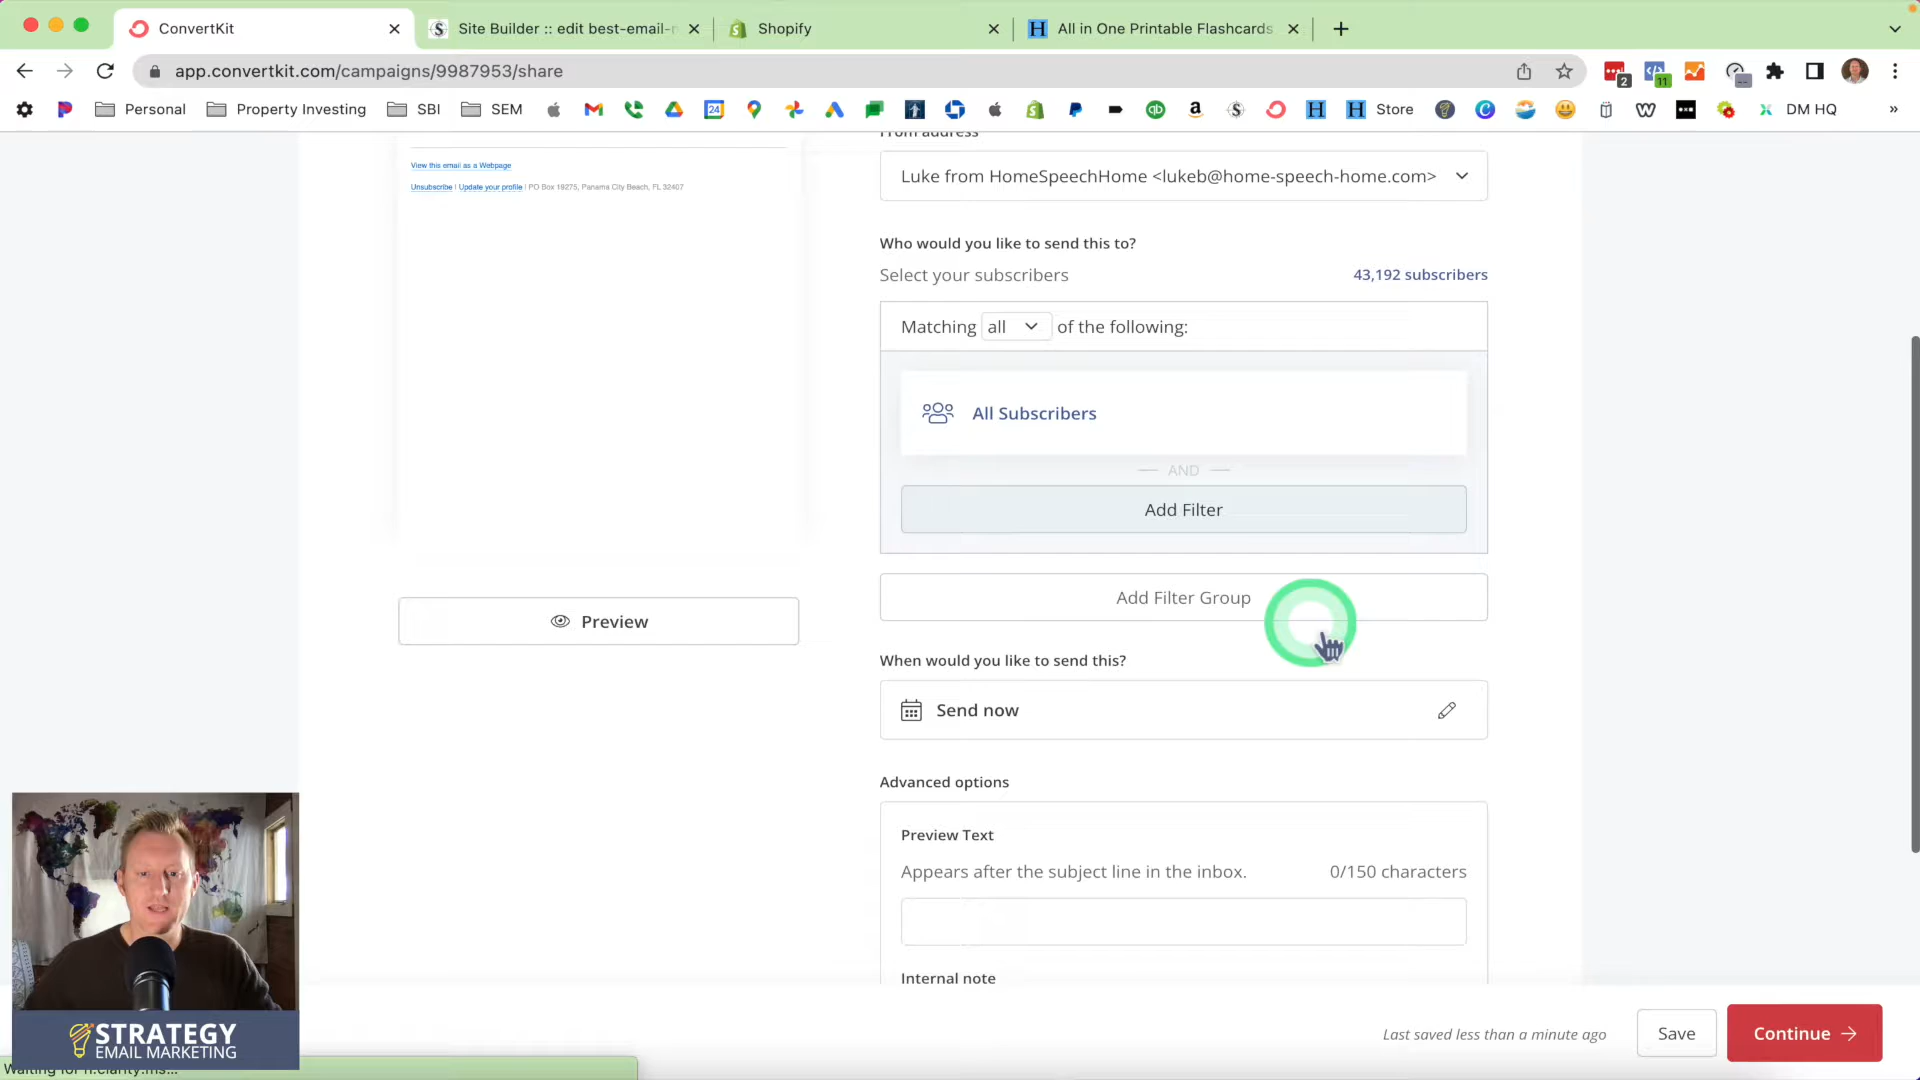 ConvertKit
Site Builder :: edit best-email-n
Shopify
All in One Printable Flashcards
app.convertkit.com/campaigns/9987953/share
2
11
Personal
Property Investing
SBI
SEM
24
Store
DM HQ
»
From address
View this email as a Webpage
Unsubscribe | Update your profile | PO Box 18275, Panama City Beach, FL 32407
Luke from HomeSpeechHome <lukeb@home-speech-home.com>
Who would you like to send this to?
Select your subscribers
43,192 subscribers
Matching all of the following:
All Subscribers
AND
Add Filter
Add Filter Group
Preview
When would you like to send this?
Send now
Advanced options
Preview Text
Appears after the subject line in the inbox.
0/150 characters
Internal note
Last saved less than a minute ago
Save
Continue
STRATEGY
EMAIL MARKETING